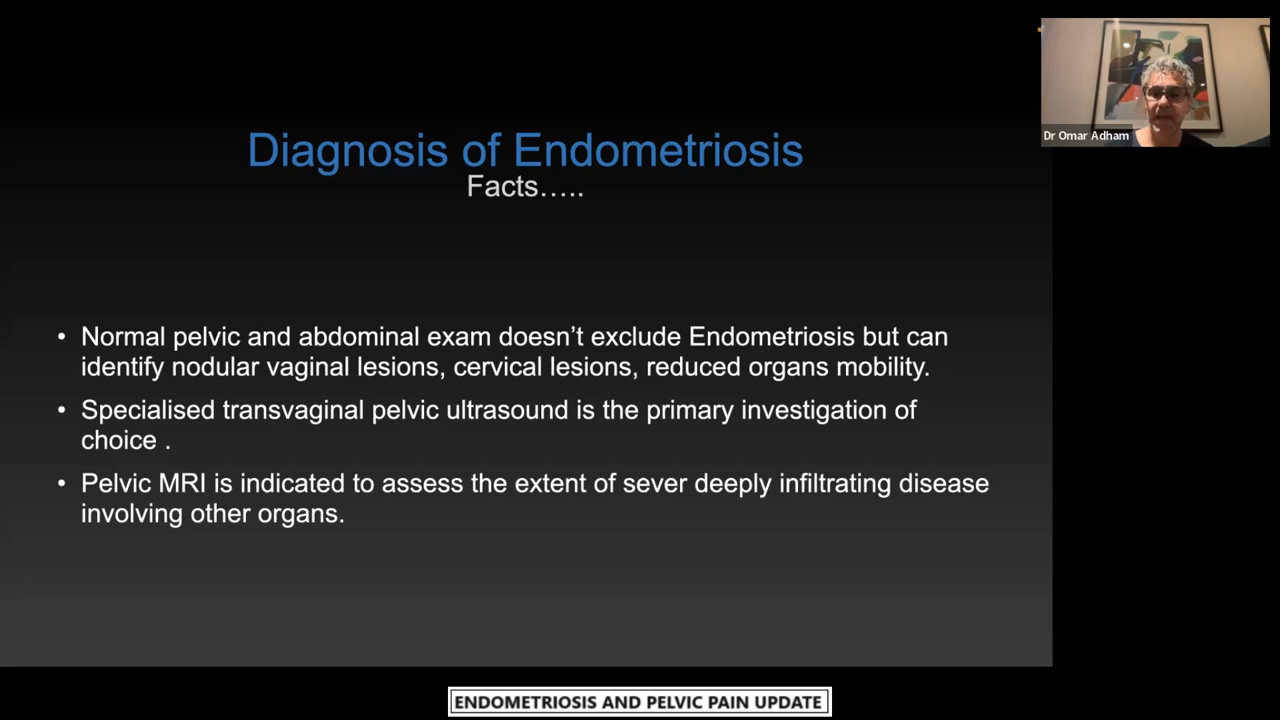 Dr Omar Adham
Diagnosis of Endometriosis
Facts…..
• Normal pelvic and abdominal exam doesn’t exclude Endometriosis but can
identify nodular vaginal lesions, cervical lesions, reduced organs mobility.
• Specialised transvaginal pelvic ultrasound is the primary investigation of
choice .
• Pelvic MRI is indicated to assess the extent of sever deeply infiltrating disease
involving other organs.
ENDOMETRIOSIS AND PELVIC PAIN UPDATE